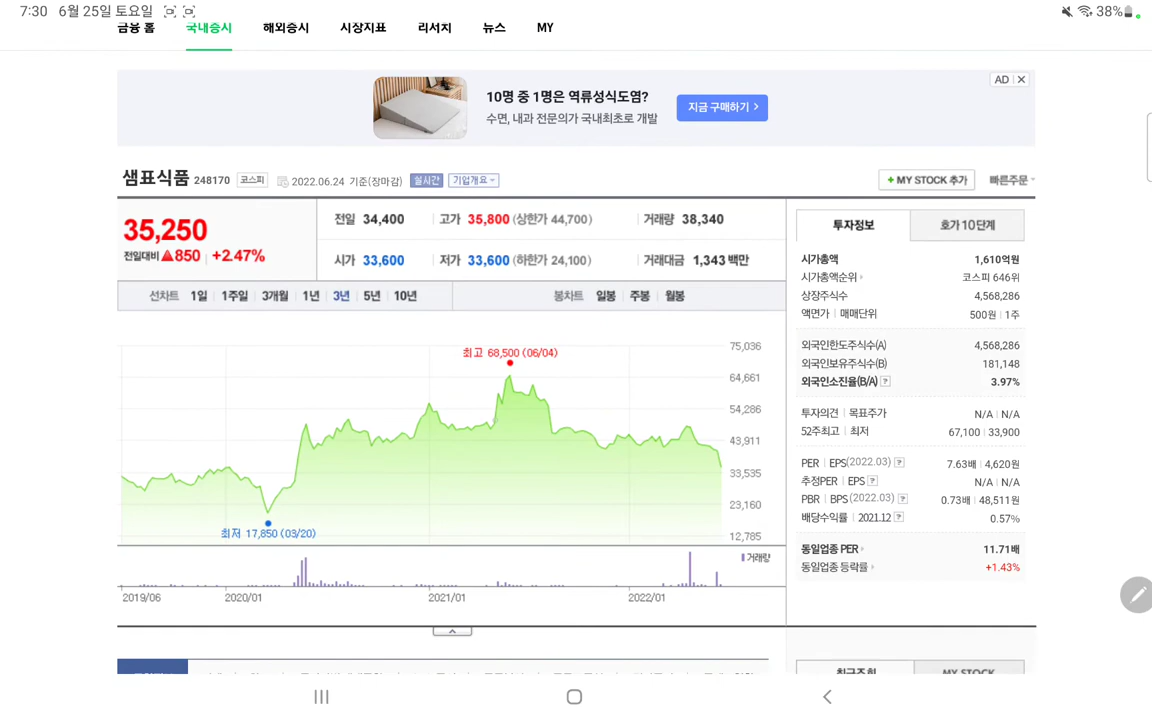 7:30 6월 25일 토요일
38%
금융 홈 국내증시 해외증시 시장지표 리서치 뉴스 MY
AD X
10명 중 1명은 역류성식도염?
수면, 내과 전문의가 국내최초로 개발
지금 구매하기 >
샘표식품 248170 코스피 2022.06.24 기준(장마감) 실시간 기업개요
+ MY STOCK 추가 빠른주문
35,250
전일대비 ▲850 +2.47%
전일 34,400 고가 35,800 (상한가 44,700) 거래량 38,340
시가 33,600 저가 33,600 (하한가 24,100) 거래대금 1,343 백만
선차트 1일 1주일 3개월 1년 3년 5년 10년 봉차트 일봉 주봉 월봉
최고 68,500 (06/04)
최저 17,850 (03/20)
75,036
64,661
54,286
43,911
33,535
23,160
12,785
거래량
2019/06 2020/01 2021/01 2022/01
투자정보 호가 10단계
시가총액 1,610억원
시가총액순위 코스피 646위
상장주식수 4,568,286
액면가 | 매매단위 500원 | 1주
외국인한도주식수(A) 4,568,286
외국인보유주식수(B) 181,148
외국인소진율(B/A) ? 3.97%
투자의견 | 목표주가 N/A | N/A
52주최고 | 최저 67,100 | 33,900
PER | EPS(2022.03) ? 7.63배 | 4,620원
추정PER | EPS ? N/A | N/A
PBR | BPS (2022.03) ? 0.73배 | 48,511원
배당수익률 | 2021.12 ? 0.57%
동일업종 PER 11.71배
동일업종 등락률 +1.43%
최근조회 MY STOCK